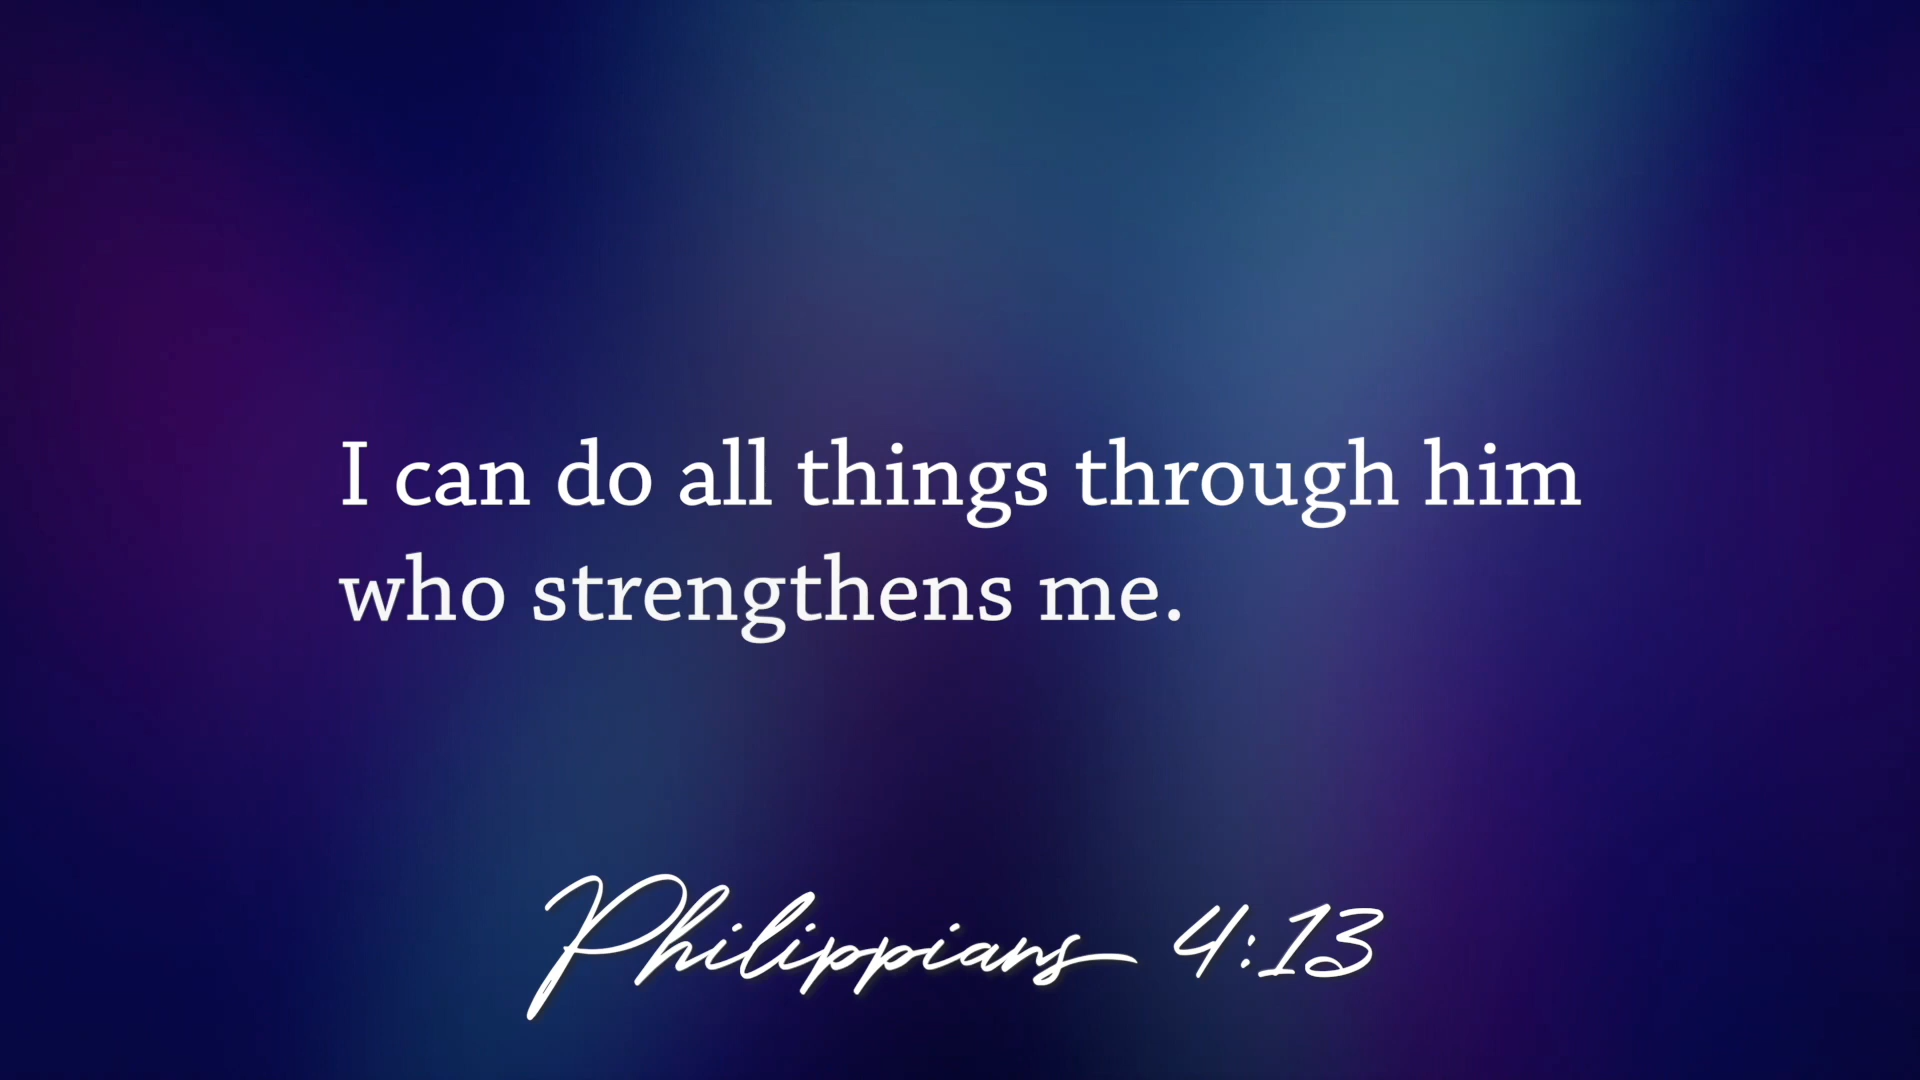 I can do all things through him
who strengthens me.
Philippians 4:13